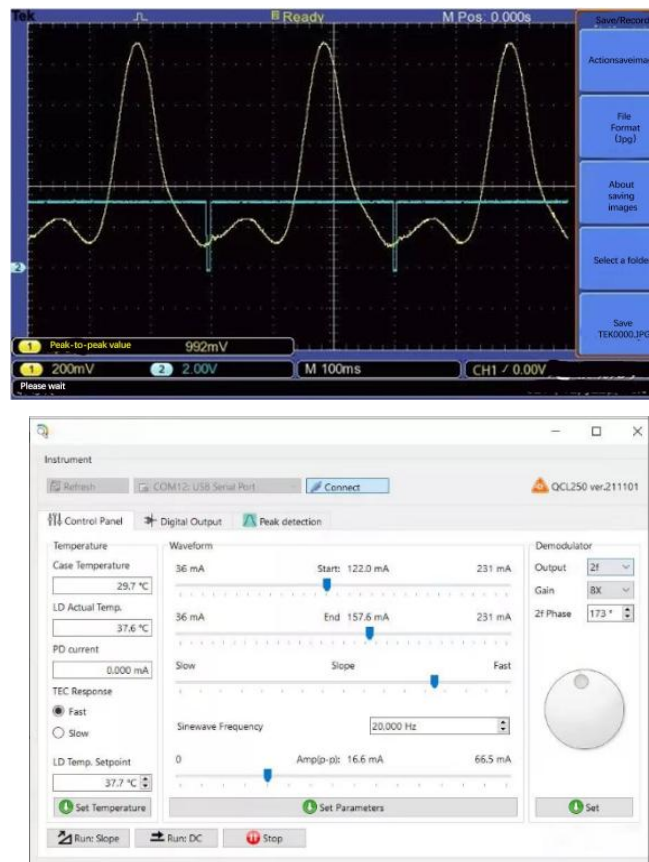 Tek
Ready
M Pos: 0.000s
Save/Record
Actionsaveimag
File
Format
(Jpg)
About
saving
images
Select a folde
Save
TEK0000.JPG
2
1 Peak-to-peak value 992mV
1 200mV 2 2.00V M 100ms CH1 / 0.00V
Please wait
Instrument
Refresh COM12: USB Serial Port Connect QCL250 ver.211101
Control Panel Digital Output Peak detection
Temperature
Case Temperature
29.7 °C
LD Actual Temp.
37.6 °C
PD current
0.000 mA
TEC Response
Fast
Slow
LD Temp. Setpoint
37.7 °C
Set Temperature
Waveform
36 mA Start: 122.0 mA 231 mA
36 mA End 157.6 mA 231 mA
Slow Slope Fast
Sinewave Frequency 20.000 Hz
0 Amp(p-p): 16.6 mA 66.5 mA
Set Parameters
Demodulator
Output 2f
Gain 8X
2f Phase 173 °
Set
Run: Slope Run: DC Stop